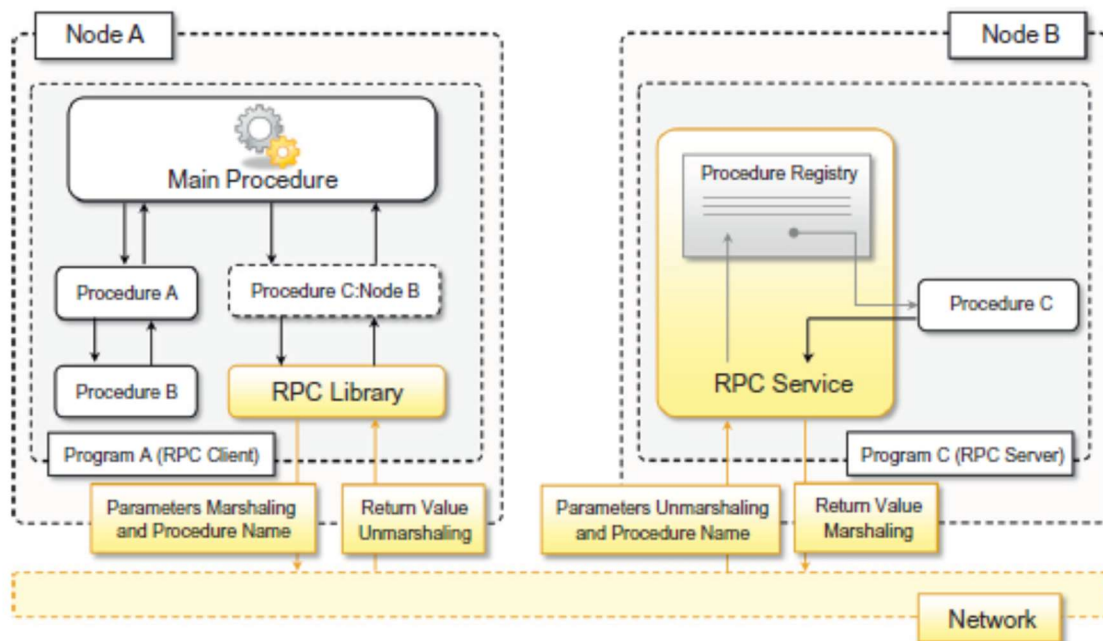 Node A
Node B
Main Procedure
Procedure A
Procedure C:Node B
Procedure B
RPC Library
Program A (RPC Client)
Parameters Marshaling
and Procedure Name
Return Value
Unmarshaling
Procedure Registry
Procedure C
RPC Service
Program C (RPC Server)
Parameters Unmarshaling
and Procedure Name
Return Value
Marshaling
Network